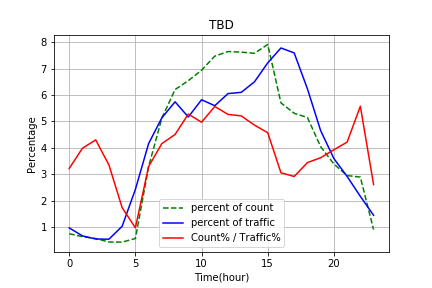 TBD
Percentage
8
7
6
5
4
3
2
1
percent of count
percent of traffic
Count% / Traffic%
0 5 10 15 20
Time(hour)